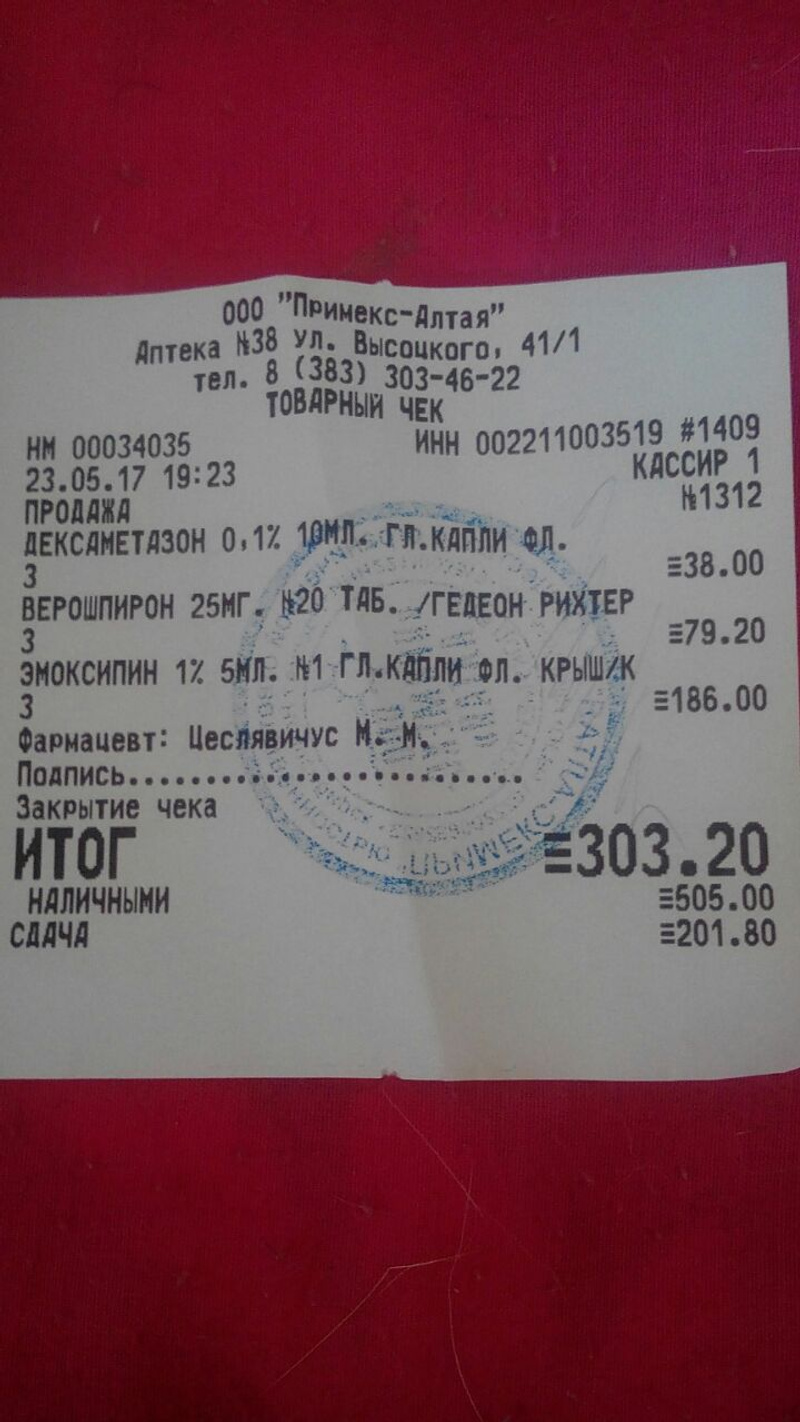 ООО "Примекс-Алтая"
Аптека №38 ул. Высоцкого, 41/1
тел. 8 (383) 303-46-22
ТОВАРНЫЙ ЧЕК
НМ 00034035 ИНН 002211003519 #1409
23.05.17 19:23 КАССИР 1
ПРОДАЖА №1312
ДЕКСАМЕТАЗОН 0,1% 10МЛ. ГЛ.КАПЛИ ФЛ.
3 ≡38.00
ВЕРОШПИРОН 25МГ. №20 ТАБ. /ГЕДЕОН РИХТЕР
3 ≡79.20
ЭМОКСИПИН 1% 5МЛ. №1 ГЛ.КАПЛИ ФЛ. КРЫШ/К
3 ≡186.00
Фармацевт: Цеслявичус М. М.
Подпись............................
Закрытие чека
ИТОГ ≡303.20
НАЛИЧНЫМИ ≡505.00
СДАЧА ≡201.80